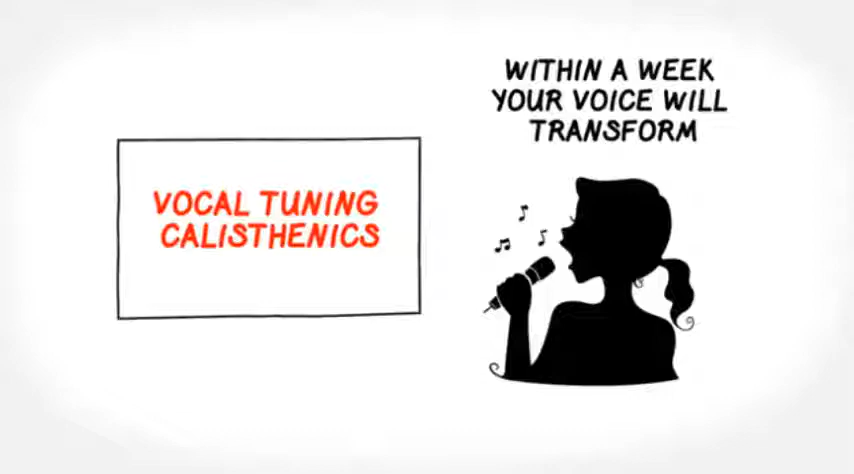 VOCAL TUNING
CALISTHENICS
WITHIN A WEEK
YOUR VOICE WILL
TRANSFORM